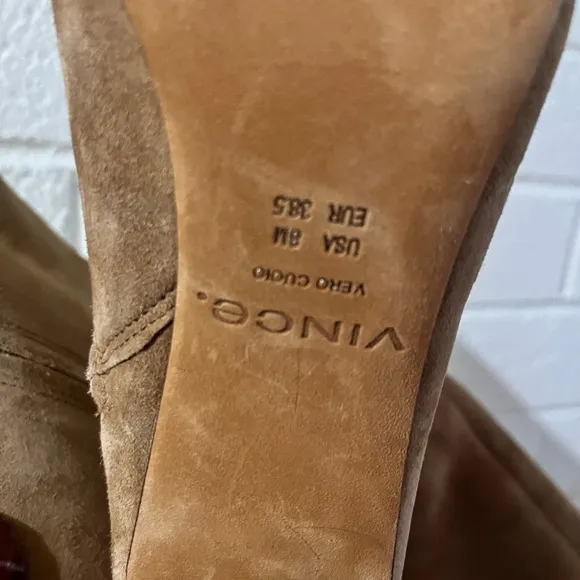 VINCE.
VERO CUOIO
USA 8M
EUR 38.5